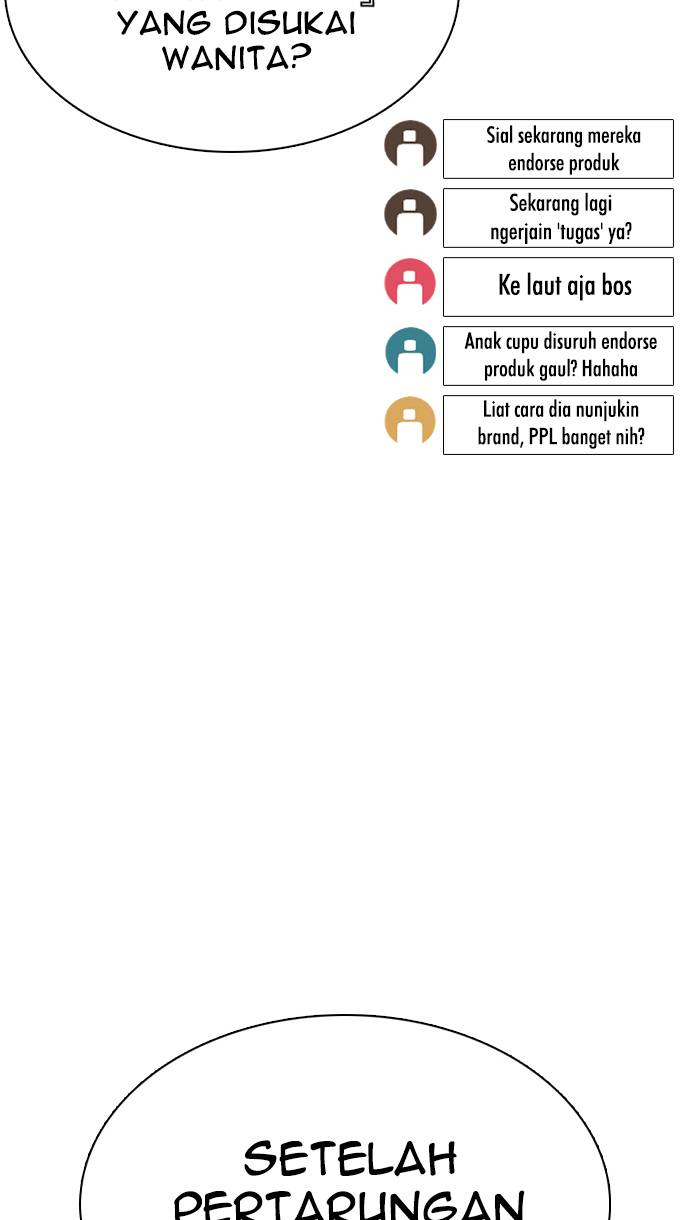 YANG DISUKAI
WANITA?
Sial sekarang mereka
endorse produk
Sekarang lagi
ngerjain 'tugas' ya?
Ke laut aja bos
Anak cupu disuruh endorse
produk gaul? Hahaha
Liat cara dia nunjukin
brand, PPL banget nih?
SETELAH
PERTARUNGAN